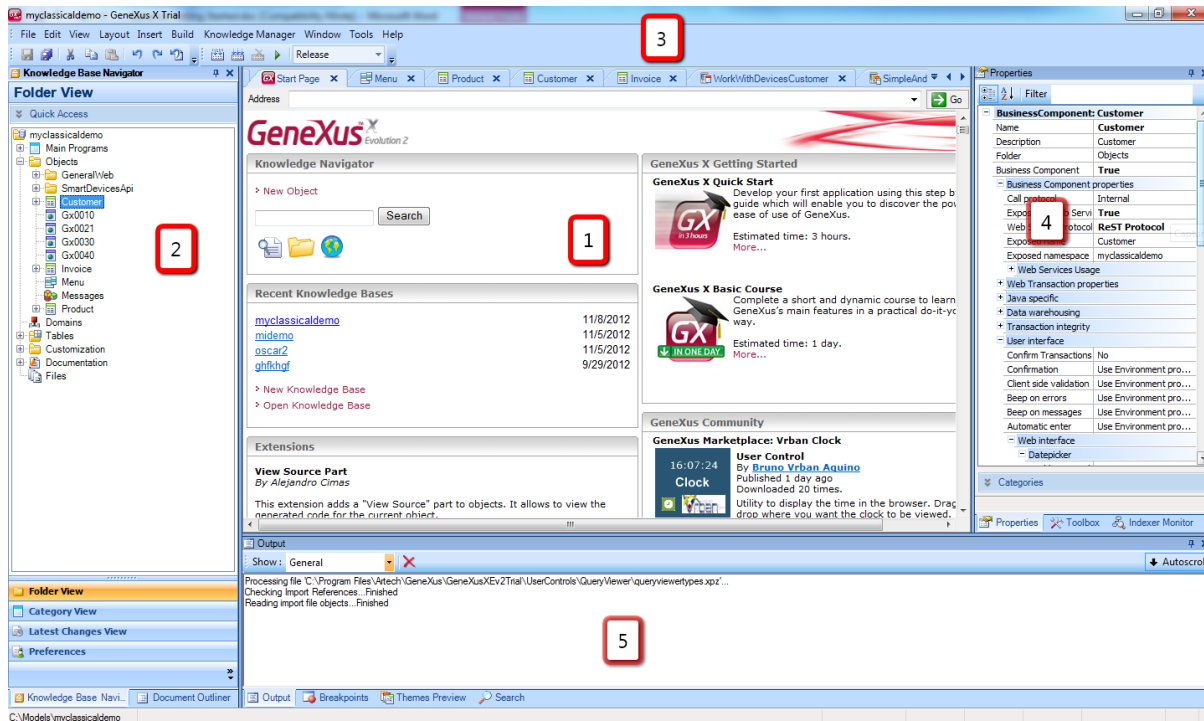 myclassicaldemo - GeneXus X Trial
File Edit View Layout Insert Build Knowledge Manager Window Tools Help
Release
3
Knowledge Base Navigator
Folder View
Quick Access
myclassicaldemo
Main Programs
Objects
GeneralWeb
SmartDevicesApi
Customer
Gx0010
Gx0021
Gx0030
Gx0040
Invoice
Menu
Messages
Product
Domains
Tables
Customization
Documentation
Files
2
Folder View
Category View
Latest Changes View
Preferences
Knowledge Base Navi...
Document Outliner
Start Page
Menu
Product
Customer
Invoice
WorkWithDevicesCustomer
SimpleAnd
Address
Go
GeneXus X
Evolution 2
Knowledge Navigator
New Object
Search
1
Recent Knowledge Bases
myclassicaldemo 11/8/2012
midemo 11/5/2012
oscar2 11/5/2012
ghfkhgf 9/29/2012
New Knowledge Base
Open Knowledge Base
Extensions
View Source Part
By Alejandro Cimas
This extension adds a "View Source" part to objects. It allows to view the
generated code for the current object.
GeneXus X Getting Started
GeneXus X Quick Start
Develop your first application using this step b
guide which will enable you to discover the pow
ease of use of GeneXus.
GX
in 3 hours
Estimated time: 3 hours.
More...
GeneXus X Basic Course
Complete a short and dynamic course to learn
GeneXus's main features in a practical do-it-yo
way.
GX
IN ONE DAY
Estimated time: 1 day.
More...
GeneXus Community
GeneXus Marketplace: Vrban Clock
16:07:24
Clock
User Control
By Bruno Vrban Aquino
Published 1 day ago
Downloaded 20 times.
Utility to display the time in the browser. Drag
drop where you want the clock to be viewed.
Properties
Filter
BusinessComponent: Customer
Name Customer
Description Customer
Folder Objects
Business Component True
Business Component properties
Call protocol Internal
Servi True
Web ReST Protocol
Exposed name Customer
Exposed namespace myclassicaldemo
Web Services Usage
4
Web Transaction prope
Java specific
Data warehousing
Transaction integrity
User interface
Confirm Transactions No
Confirmation Use Environment pro...
Client side validation Use Environment pro...
Beep on errors Use Environment pro...
Beep on messages Use Environment pro...
Automatic enter Use Environment pro...
Web interface
Datepicker
Categories
Properties
Toolbox
Indexer Monitor
Output
Show: General
Autoscrol
Processing file 'C:\Program Files\Artech\GeneXus\GeneXusXEv2Trial\UserControls\QueryViewer\queryviewertypes.xpz'...
Checking Import References...Finished
Reading import file objects...Finished
5
Output
Breakpoints
Themes Preview
Search
C:\Models\myclassicaldemo